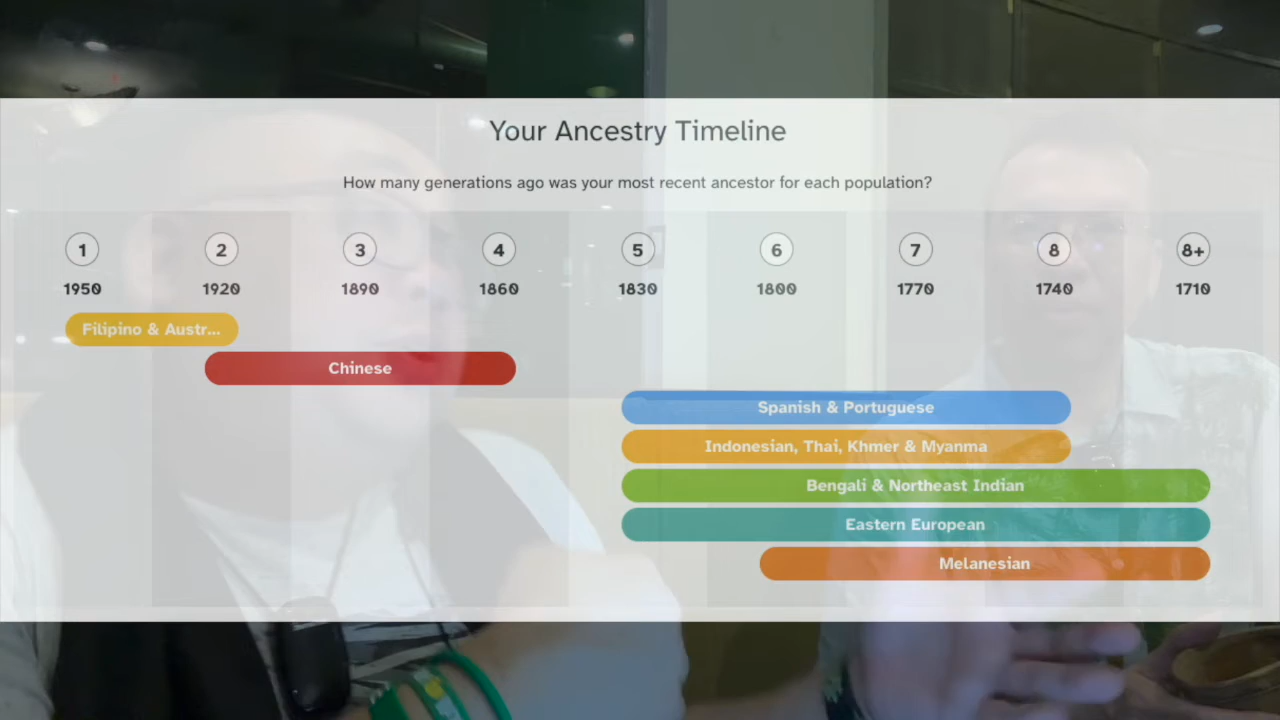 Your Ancestry Timeline
How many generations ago was your most recent ancestor for each population?
1 2 3 4 5 6 7 8 8+
1950 1920 1890 1860 1830 1800 1770 1740 1710
Filipino & Austr...
Chinese
Spanish & Portuguese
Indonesian, Thai, Khmer & Myanma
Bengali & Northeast Indian
Eastern European
Melanesian